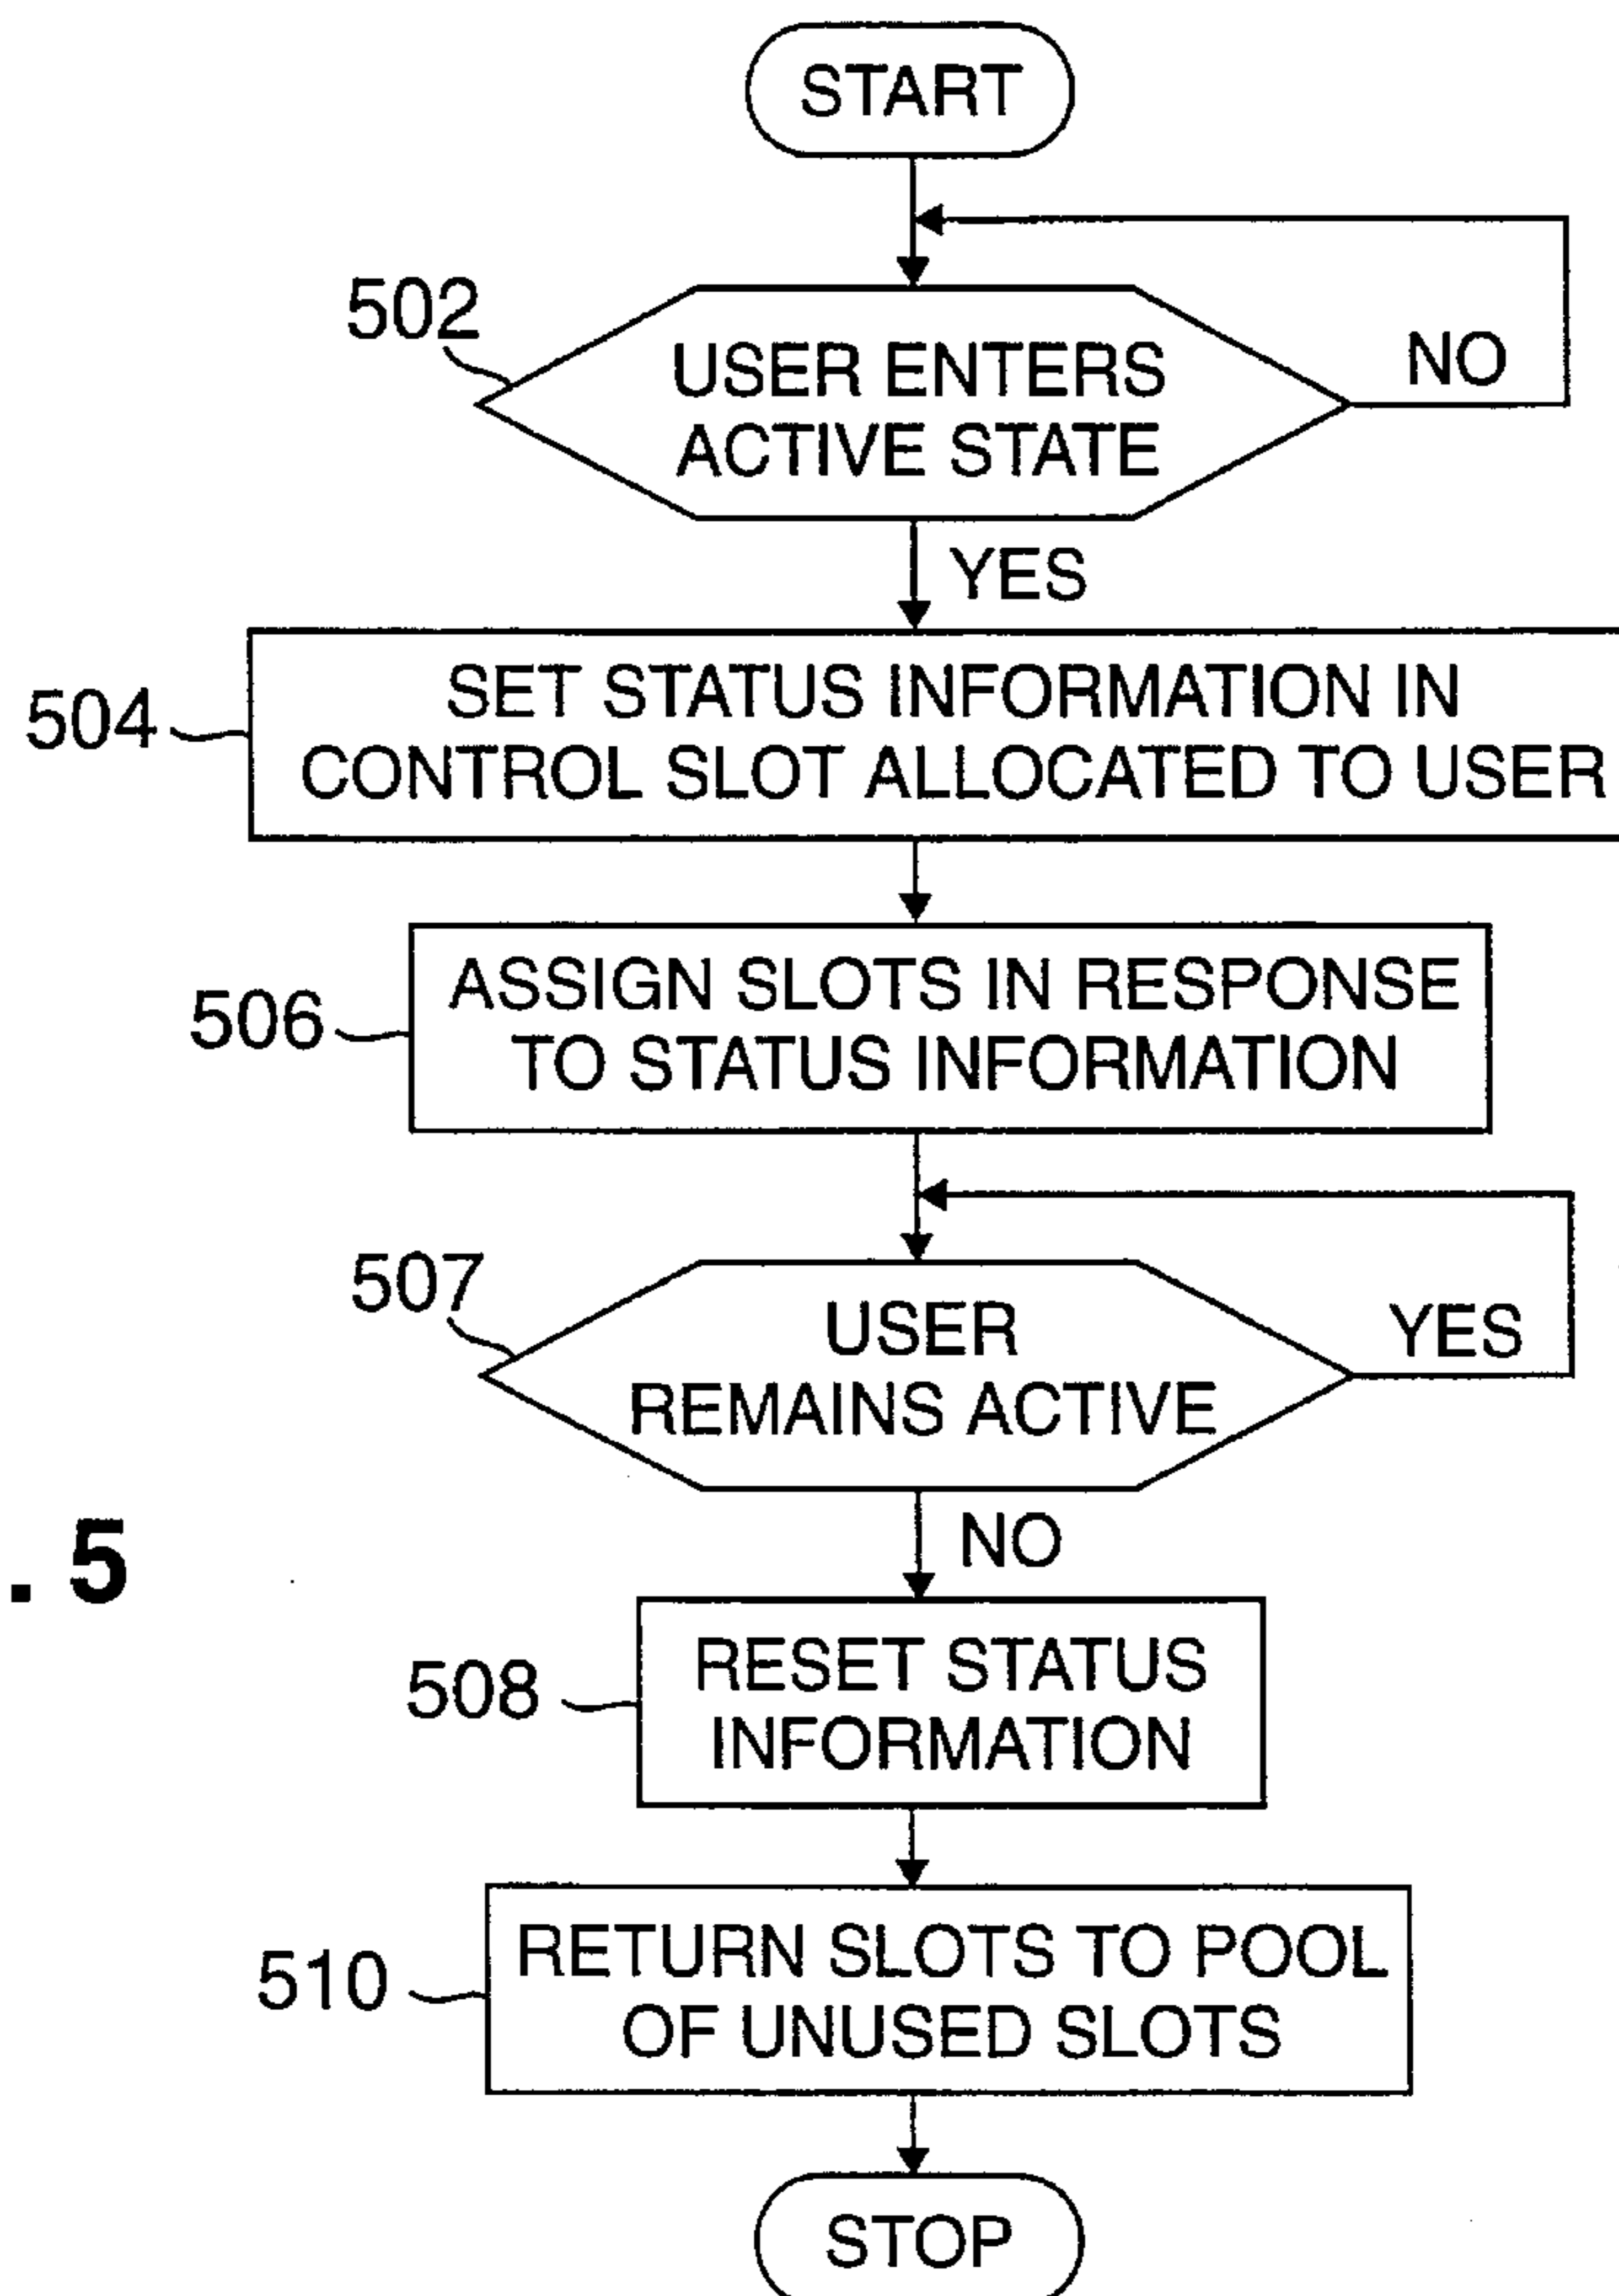 START
502
USER ENTERS
ACTIVE STATE
NO
YES
504
SET STATUS INFORMATION IN
CONTROL SLOT ALLOCATED TO USER
506
ASSIGN SLOTS IN RESPONSE
TO STATUS INFORMATION
507
USER
REMAINS ACTIVE
YES
NO
. 5
508
RESET STATUS
INFORMATION
510
RETURN SLOTS TO POOL
OF UNUSED SLOTS
STOP